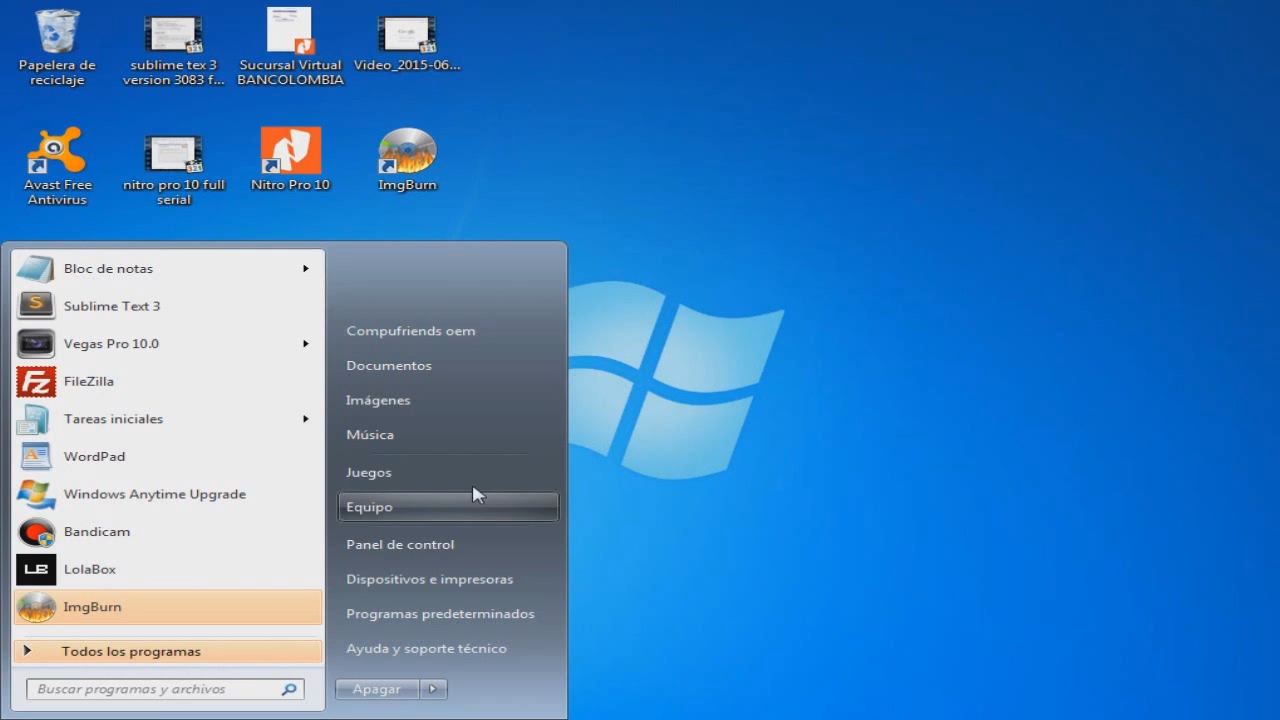 Papelera de
reciclaje
sublime tex 3
version 3083 f...
Sucursal Virtual
BANCOLOMBIA
Video_2015-06...
Avast Free
Antivirus
nitro pro 10 full
serial
Nitro Pro 10
ImgBurn
Bloc de notas
Sublime Text 3
Vegas Pro 10.0
FileZilla
Tareas iniciales
WordPad
Windows Anytime Upgrade
Bandicam
LolaBox
ImgBurn
Todos los programas
Buscar programas y archivos
Compufriends oem
Documentos
Imágenes
Música
Juegos
Equipo
Panel de control
Dispositivos e impresoras
Programas predeterminados
Ayuda y soporte técnico
Apagar